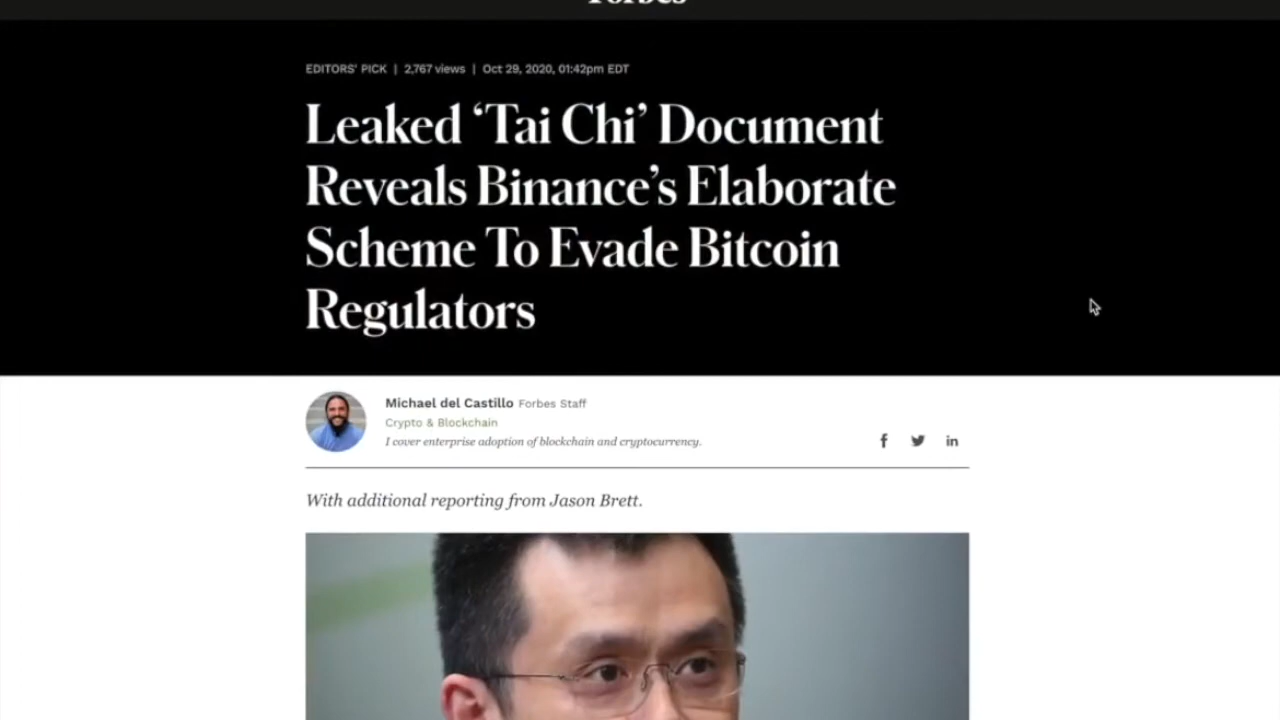 Forbes
EDITORS' PICK | 2,767 views | Oct 29, 2020, 01:42pm EDT
Leaked ‘Tai Chi’ Document
Reveals Binance’s Elaborate
Scheme To Evade Bitcoin
Regulators
Michael del Castillo Forbes Staff
Crypto & Blockchain
I cover enterprise adoption of blockchain and cryptocurrency.
With additional reporting from Jason Brett.